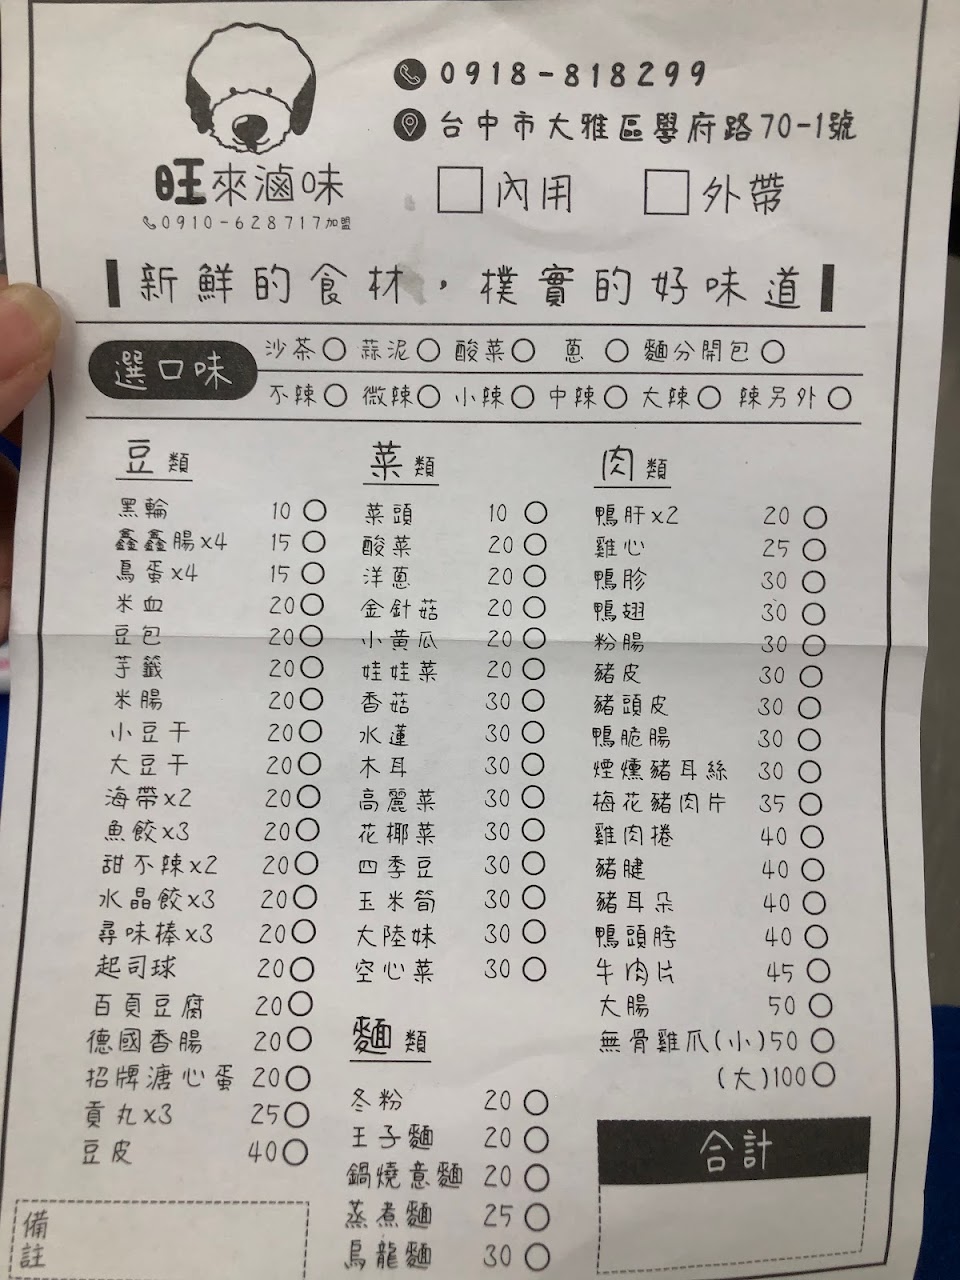 0918-818299
台中市大雅區學府路70-1號
旺來滷味
0910-628717加盟
內用 外帶
新鮮的食材，樸實的好味道
選口味
沙茶 蒜泥 酸菜 蔥 麵分開包
不辣 微辣 小辣 中辣 大辣 辣另外
豆類
黑輪 10
鑫鑫腸x4 15
鳥蛋x4 15
米血 20
豆包 20
芋籤 20
米腸 20
小豆干 20
大豆干 20
海帶x2 20
魚餃x3 20
甜不辣x2 20
水晶餃x3 20
尋味棒x3 20
起司球 20
百頁豆腐 20
德國香腸 20
招牌溏心蛋 20
貢丸x3 25
豆皮 40
備註
菜類
菜頭 10
酸菜 20
洋蔥 20
金針菇 20
小黃瓜 20
娃娃菜 20
香菇 30
水蓮 30
木耳 30
高麗菜 30
花椰菜 30
四季豆 30
玉米筍 30
大陸妹 30
空心菜 30
麵類
冬粉 20
王子麵 20
鍋燒意麵 20
蒸煮麵 25
烏龍麵 30
肉類
鴨肝x2 20
雞心 25
鴨胗 30
鴨翅 30
粉腸 30
豬皮 30
豬頭皮 30
鴨脆腸 30
煙燻豬耳絲 30
梅花豬肉片 35
雞肉捲 40
豬腱 40
豬耳朵 40
鴨頭脖 40
牛肉片 45
大腸 50
無骨雞爪(小)50
(大)100
合計